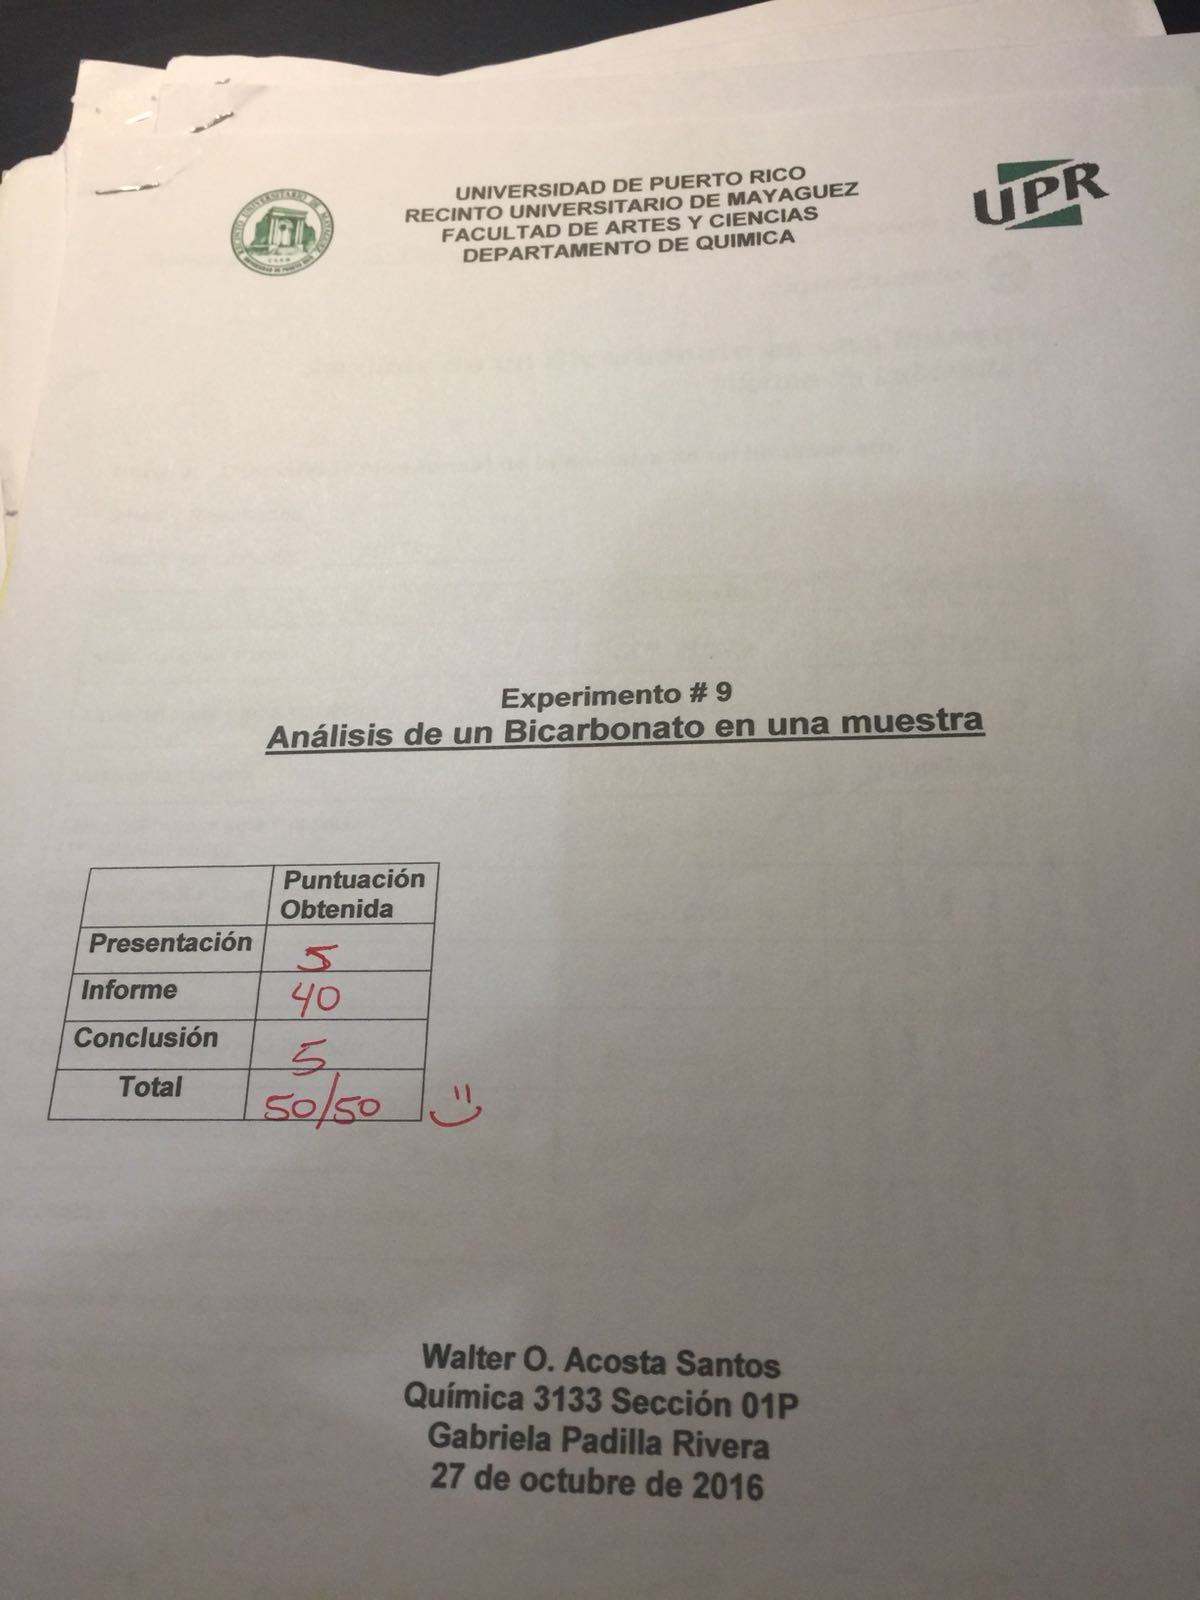 UNIVERSIDAD DE PUERTO RICO
RECINTO UNIVERSITARIO DE MAYAGUEZ
FACULTAD DE ARTES Y CIENCIAS
DEPARTAMENTO DE QUIMICA
UPR
Experimento # 9
Análisis de un Bicarbonato en una muestra
Puntuación
Obtenida
Presentación 5
Informe 40
Conclusión 5
Total 50/50
Walter O. Acosta Santos
Química 3133 Sección 01P
Gabriela Padilla Rivera
27 de octubre de 2016